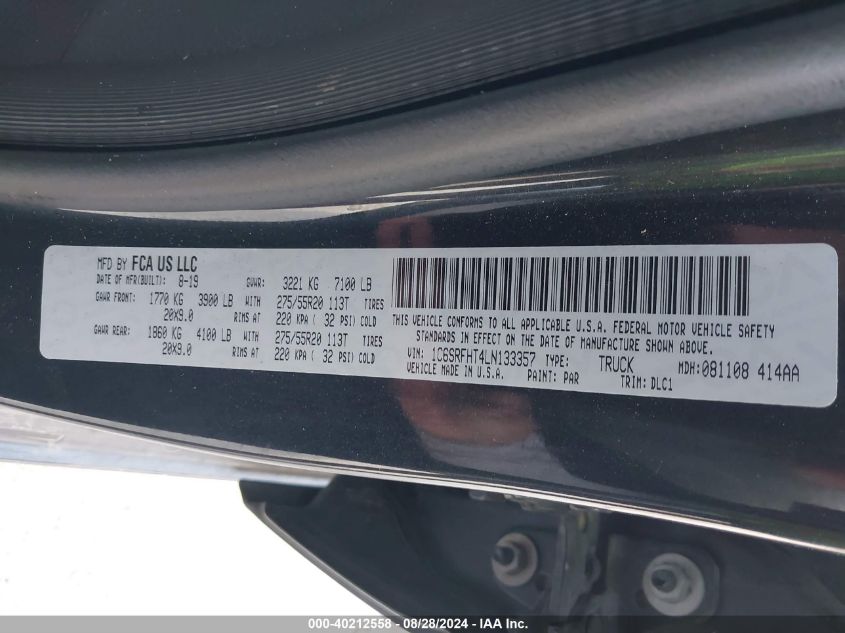 MFD BY FCA US LLC
DATE OF MFR(BUILT): 8-19 GVWR: 3221 KG 7100 LB
GAWR FRONT: 1770 KG 3900 LB WITH 275/55R20 113T TIRES
20X9.0 RIMS AT 220 KPA ( 32 PSI) COLD
GAWR REAR: 1860 KG 4100 LB WITH 275/55R20 113T TIRES
20X9.0 RIMS AT 220 KPA ( 32 PSI) COLD
THIS VEHICLE CONFORMS TO ALL APPLICABLE U.S.A. FEDERAL MOTOR VEHICLE SAFETY
STANDARDS IN EFFECT ON THE DATE OF MANUFACTURE SHOWN ABOVE.
VIN: 1C6SRFHT4LN133357 TYPE: TRUCK MDH:081108 414AA
VEHICLE MADE IN U.S.A. PAINT: PAR TRIM: DLC1
000-40212558 - 08/28/2024 - IAAI.COM